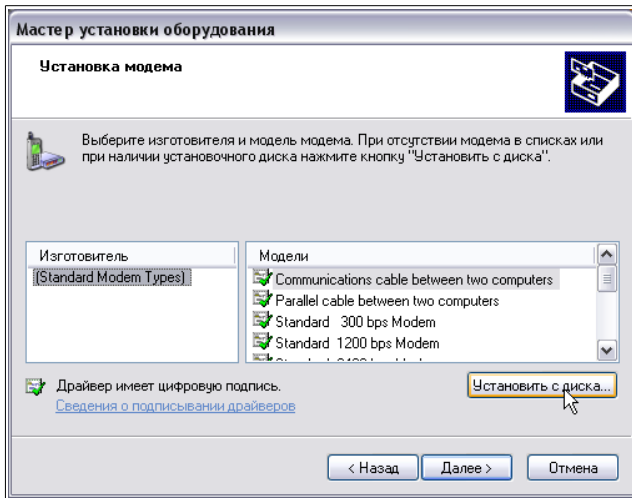 Мастер установки оборудования
Установка модема
Выберите изготовителя и модель модема. При отсутствии модема в списках или
при наличии установочного диска нажмите кнопку "Установить с диска".
Изготовитель
(Standard Modem Types)
Модели
Communications cable between two computers
Parallel cable between two computers
Standard 300 bps Modem
Standard 1200 bps Modem
Драйвер имеет цифровую подпись.
Сведения о подписывании драйверов
Установить с диска...
< Назад
Далее >
Отмена